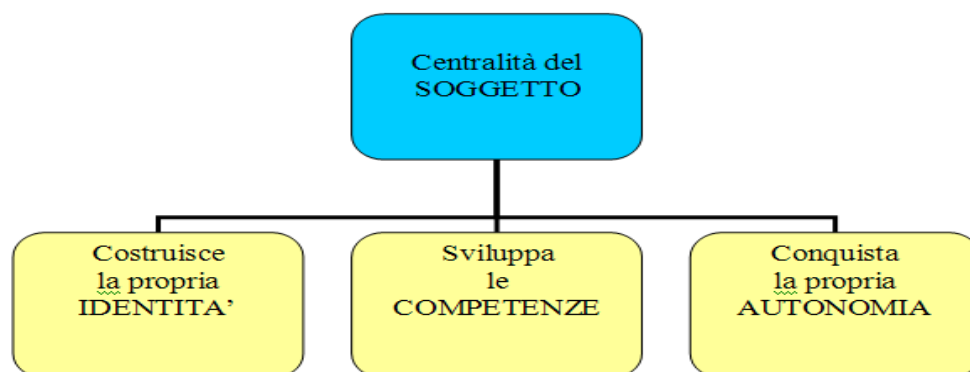 Centralità del
SOGGETTO
Costruisce
la propria
IDENTITA’
Sviluppa
le
COMPETENZE
Conquista
la propria
AUTONOMIA